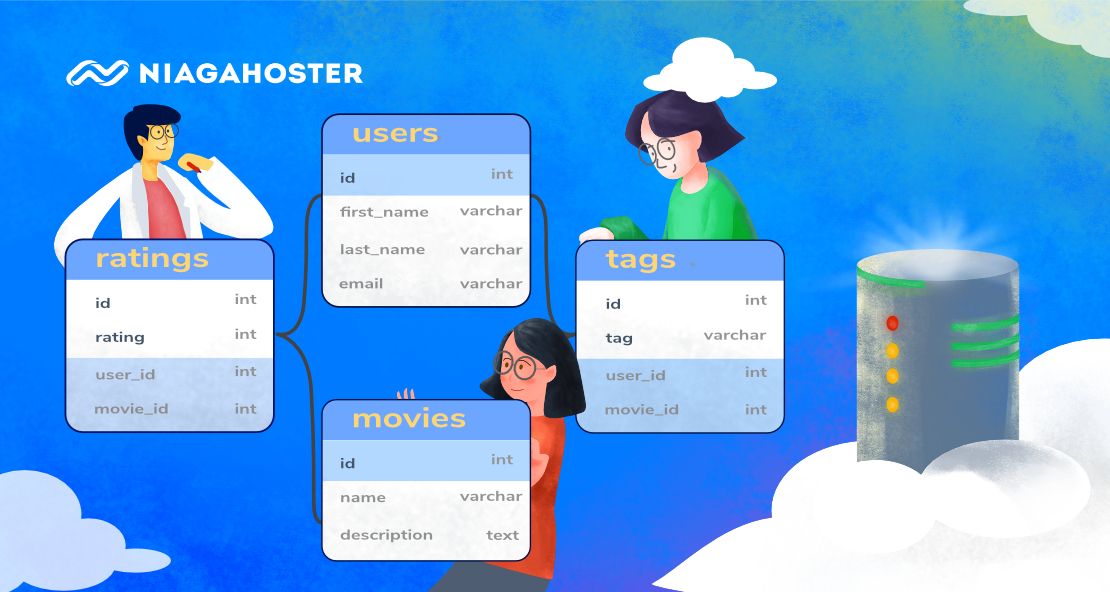 NIAGAHOSTER
users
id int
first_name varchar
last_name varchar
email varchar
ratings
id int
rating int
user_id int
movie_id int
tags
id int
tag varchar
user_id int
movie_id int
movies
id int
name varchar
description text